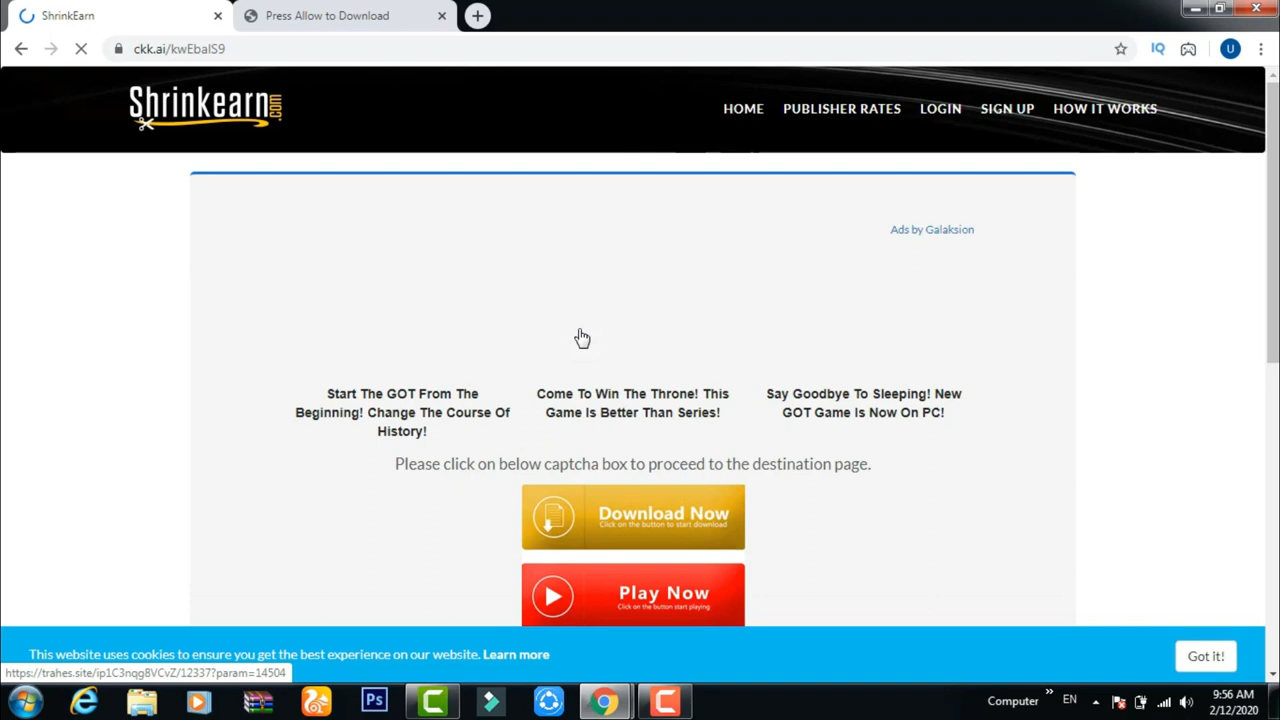 ShrinkEarn
Press Allow to Download
ckk.ai/kwEbaIS9
IQ
U
Shrinkearn.com
HOME PUBLISHER RATES LOGIN SIGN UP HOW IT WORKS
Ads by Galaksion
Start The GOT From The
Beginning! Change The Course Of
History!
Come To Win The Throne! This
Game Is Better Than Series!
Say Goodbye To Sleeping! New
GOT Game Is Now On PC!
Please click on below captcha box to proceed to the destination page.
Download Now
Click on the button to start download
Play Now
Click on the button start playing
This website uses cookies to ensure you get the best experience on our website. Learn more
Got it!
https://trahes.site/ip1C3nqg8VCvZ/12337?param=14504
Ps
Computer
EN
9:56 AM
2/12/2020